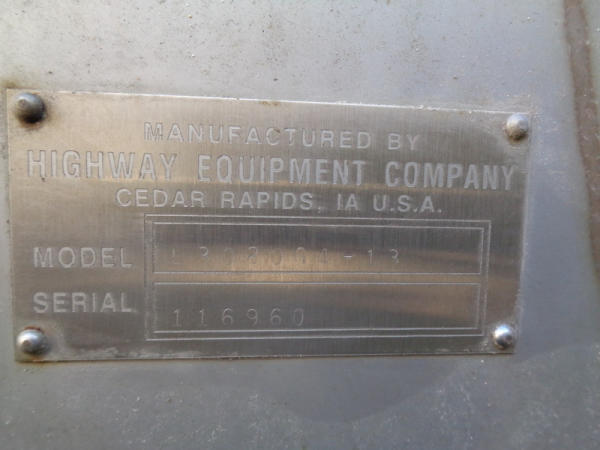 MANUFACTURED BY
HIGHWAY EQUIPMENT COMPANY
CEDAR RAPIDS, IA U.S.A.
MODEL
SERIAL 116960